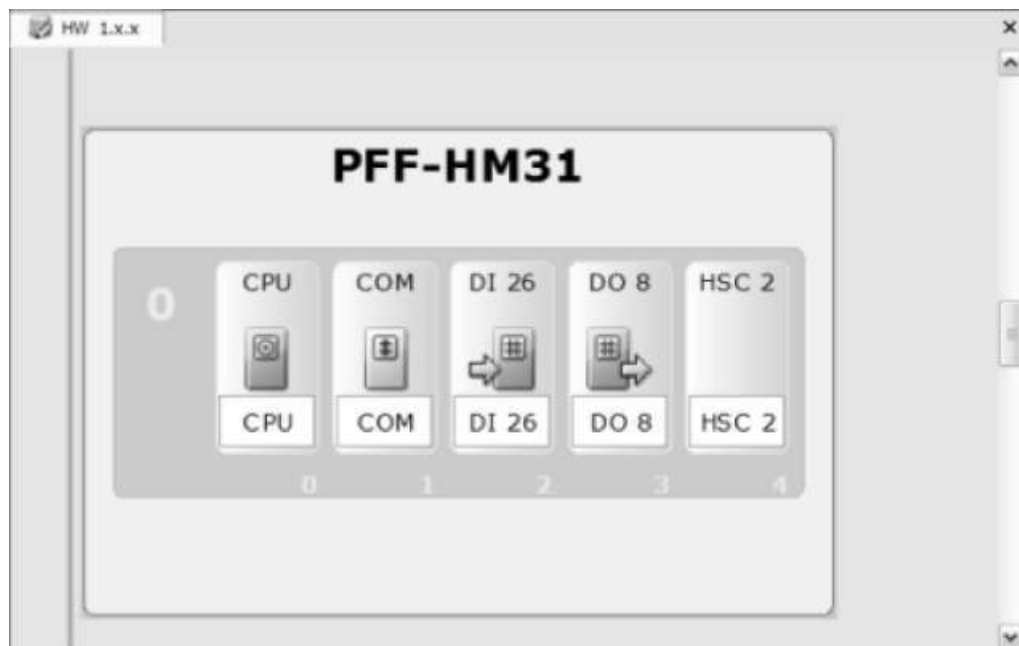 HW 1.x.x
PFF-HM31
0
CPU COM DI 26 DO 8 HSC 2
CPU COM DI 26 DO 8 HSC 2
0 1 2 3 4